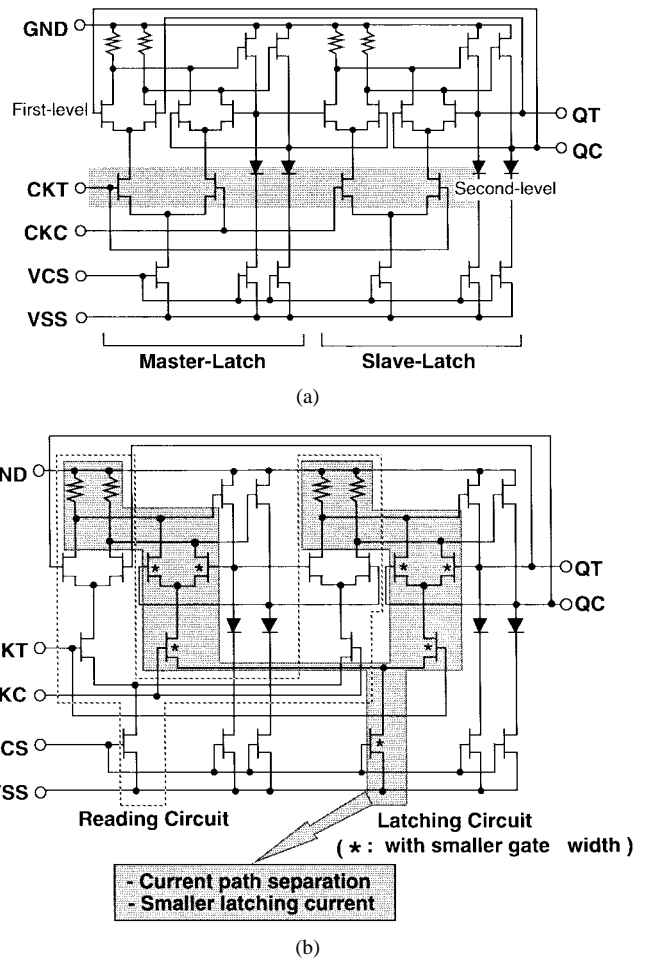 GND
First-level
QT
QC
CKT
Second-level
CKC
VCS
VSS
Master-Latch Slave-Latch
(a)
ND
QT
QC
KT
KC
CS
SS
Reading Circuit Latching Circuit
( * : with smaller gate width )
* * * *
*
*
*
- Current path separation
- Smaller latching current
(b)